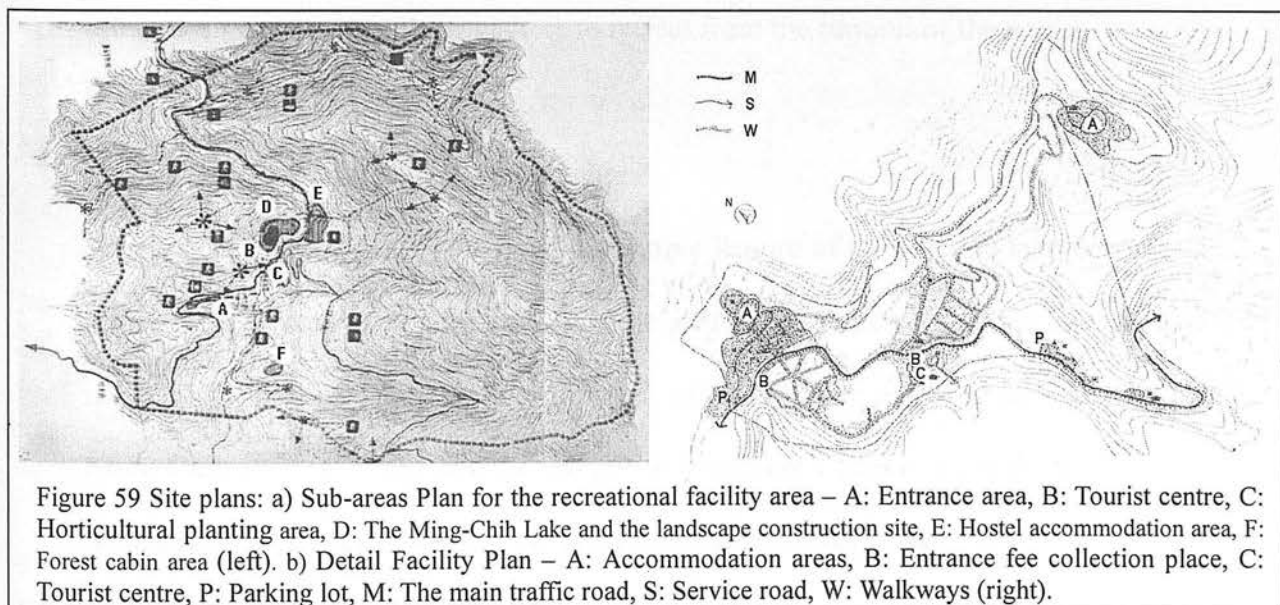 M
S
W
A
N
E
D
B
C
A
F
A
P
B
C
A
B
P
Figure 59 Site plans: a) Sub-areas Plan for the recreational facility area – A: Entrance area, B: Tourist centre, C:
Horticultural planting area, D: The Ming-Chih Lake and the landscape construction site, E: Hostel accommodation area, F:
Forest cabin area (left). b) Detail Facility Plan – A: Accommodation areas, B: Entrance fee collection place, C:
Tourist centre, P: Parking lot, M: The main traffic road, S: Service road, W: Walkways (right).